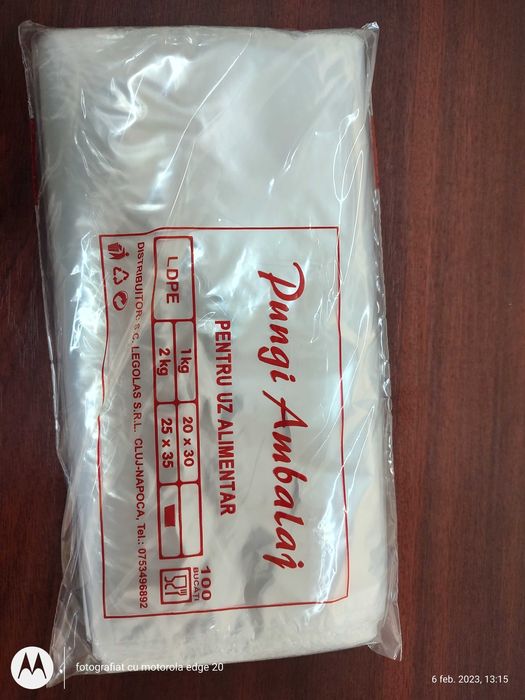 Pungi Ambalaj
PENTRU UZ ALIMENTAR
LDPE
1 kg
20 x 30
2 kg
25 x 35
100
BUCAȚI
DISTRIBUITOR: S.C. LEGOLAS S.R.L. CLUJ-NAPOCA, Tel.: 0753496892
fotografiat cu motorola edge 20
6 feb. 2023, 13:15